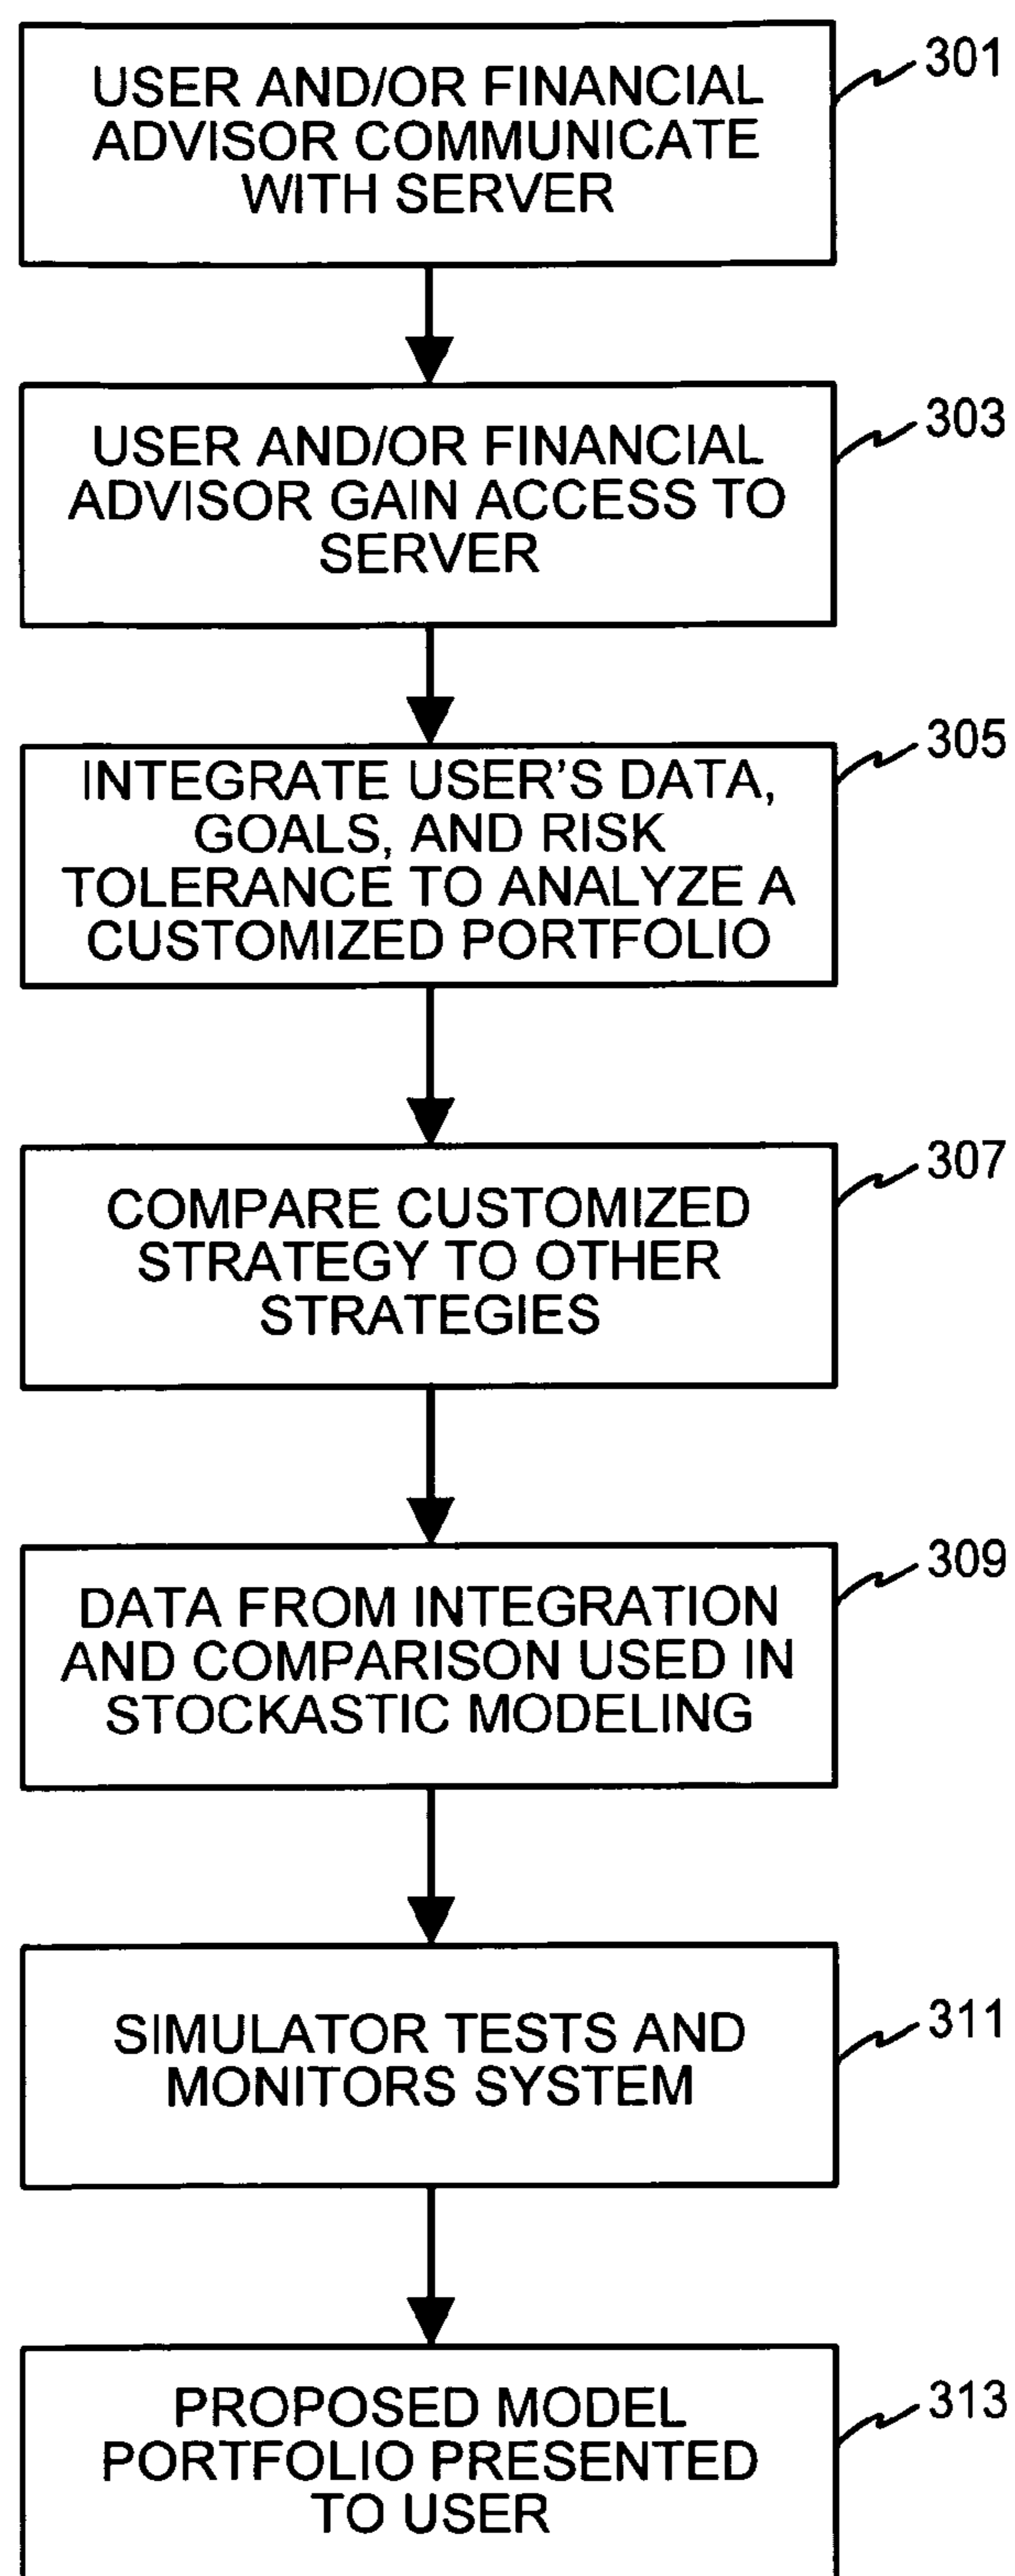 USER AND/OR FINANCIAL
ADVISOR COMMUNICATE
WITH SERVER
301
USER AND/OR FINANCIAL
ADVISOR GAIN ACCESS TO
SERVER
303
INTEGRATE USER'S DATA,
GOALS, AND RISK
TOLERANCE TO ANALYZE A
CUSTOMIZED PORTFOLIO
305
COMPARE CUSTOMIZED
STRATEGY TO OTHER
STRATEGIES
307
DATA FROM INTEGRATION
AND COMPARISON USED IN
STOCKASTIC MODELING
309
SIMULATOR TESTS AND
MONITORS SYSTEM
311
PROPOSED MODEL
PORTFOLIO PRESENTED
TO USER
313